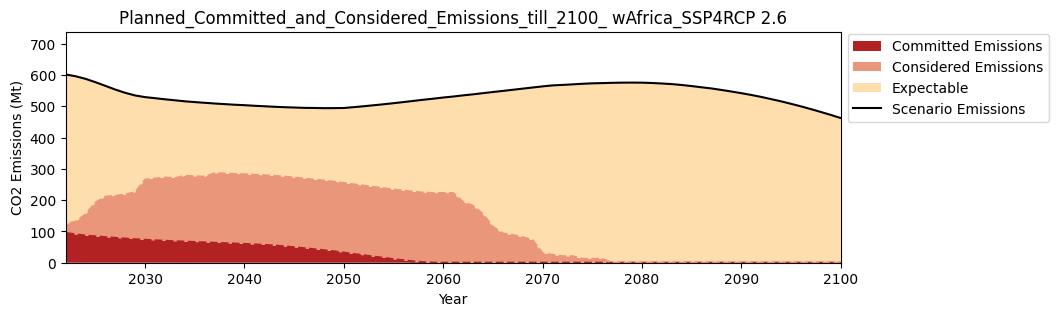 Planned_Committed_and_Considered_Emissions_till_2100_ wAfrica_SSP4RCP 2.6
Committed Emissions
Considered Emissions
Expectable
Scenario Emissions
CO2 Emissions (Mt)
700
600
500
400
300
200
100
0
2030 2040 2050 2060 2070 2080 2090 2100
Year